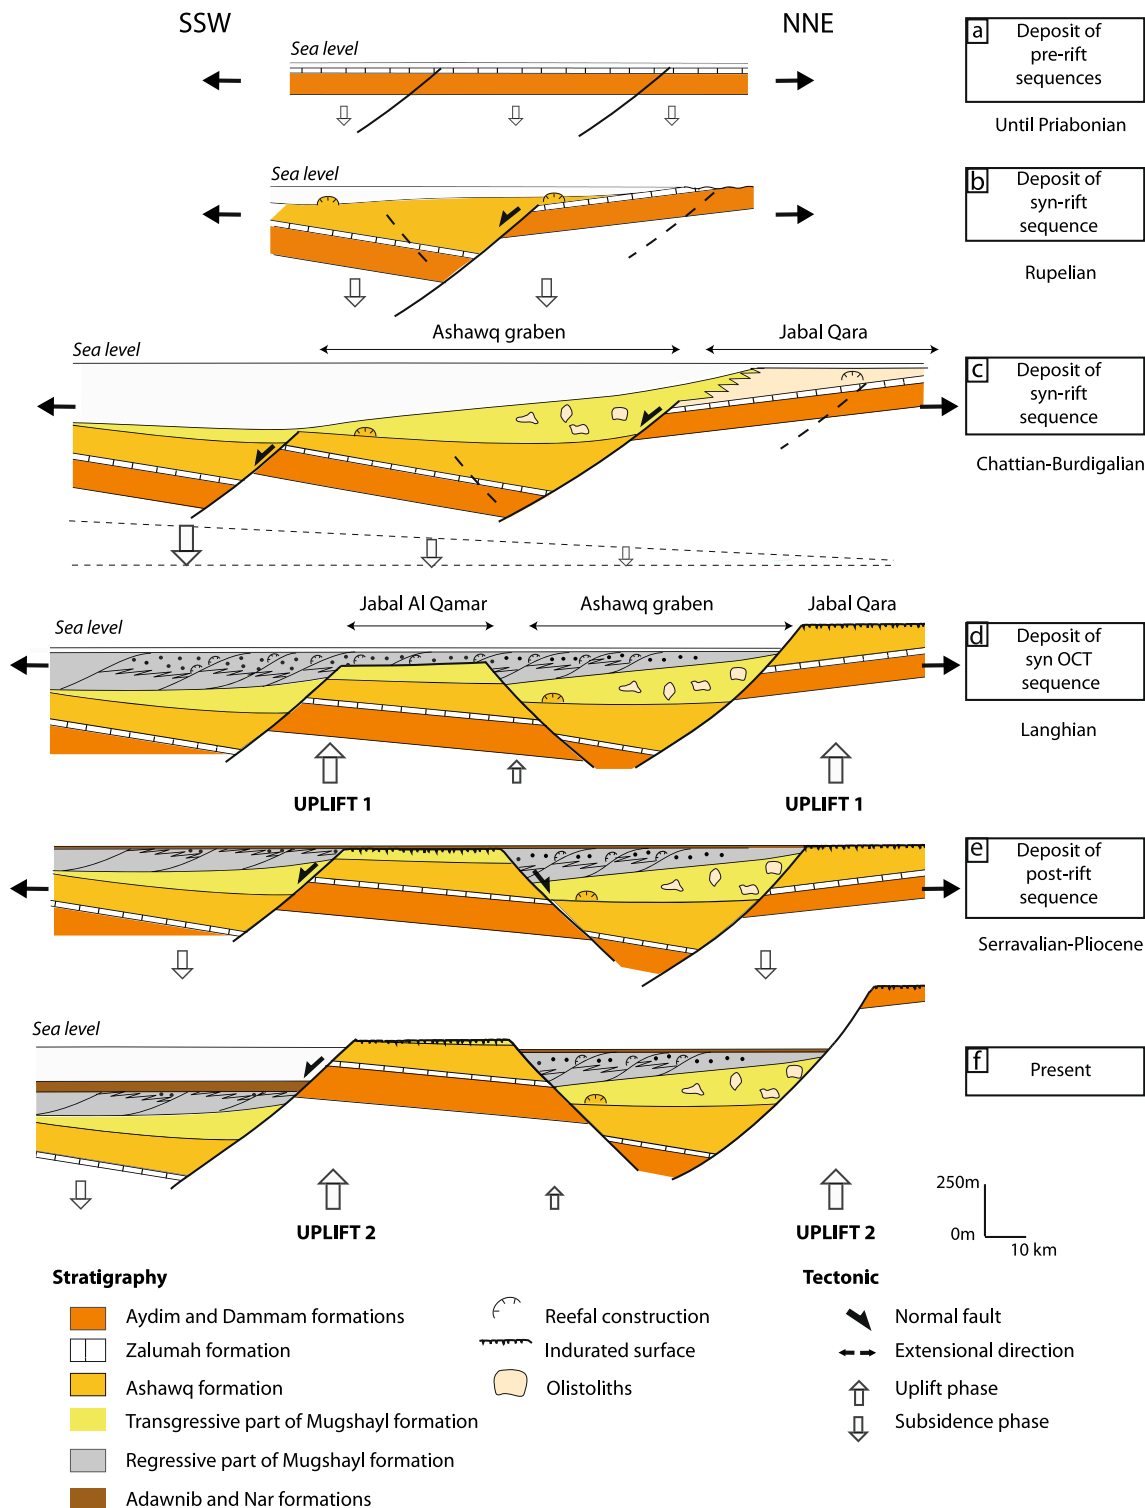 SSW
NNE
Sea level
a
Deposit of
pre-rift
sequences
Until Priabonian
Sea level
b
Deposit of
syn-rift
sequence
Rupelian
Ashawq graben
Jabal Qara
Sea level
c
Deposit of
syn-rift
sequence
Chattian-Burdigalian
Jabal Al Qamar
Ashawq graben
Jabal Qara
Sea level
d
Deposit of
syn OCT
sequence
Langhian
UPLIFT 1
UPLIFT 1
e
Deposit of
post-rift
sequence
Serravalian-Pliocene
Sea level
f
Present
UPLIFT 2
UPLIFT 2
250m
0m
10 km
Stratigraphy
Aydim and Dammam formations
Zalumah formation
Ashawq formation
Transgressive part of Mugshayl formation
Regressive part of Mugshayl formation
Adawnib and Nar formations
Reefal construction
Indurated surface
Olistoliths
Tectonic
Normal fault
Extensional direction
Uplift phase
Subsidence phase